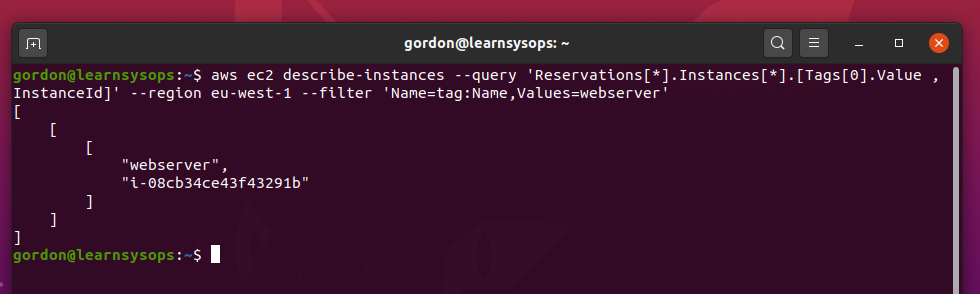 gordon@learnsysops: ~
gordon@learnsysops:~$ aws ec2 describe-instances --query 'Reservations[*].Instances[*].[Tags[0].Value ,
InstanceId]' --region eu-west-1 --filter 'Name=tag:Name,Values=webserver'
[
    [
        [
            "webserver",
            "i-08cb34ce43f43291b"
        ]
    ]
]
gordon@learnsysops:~$